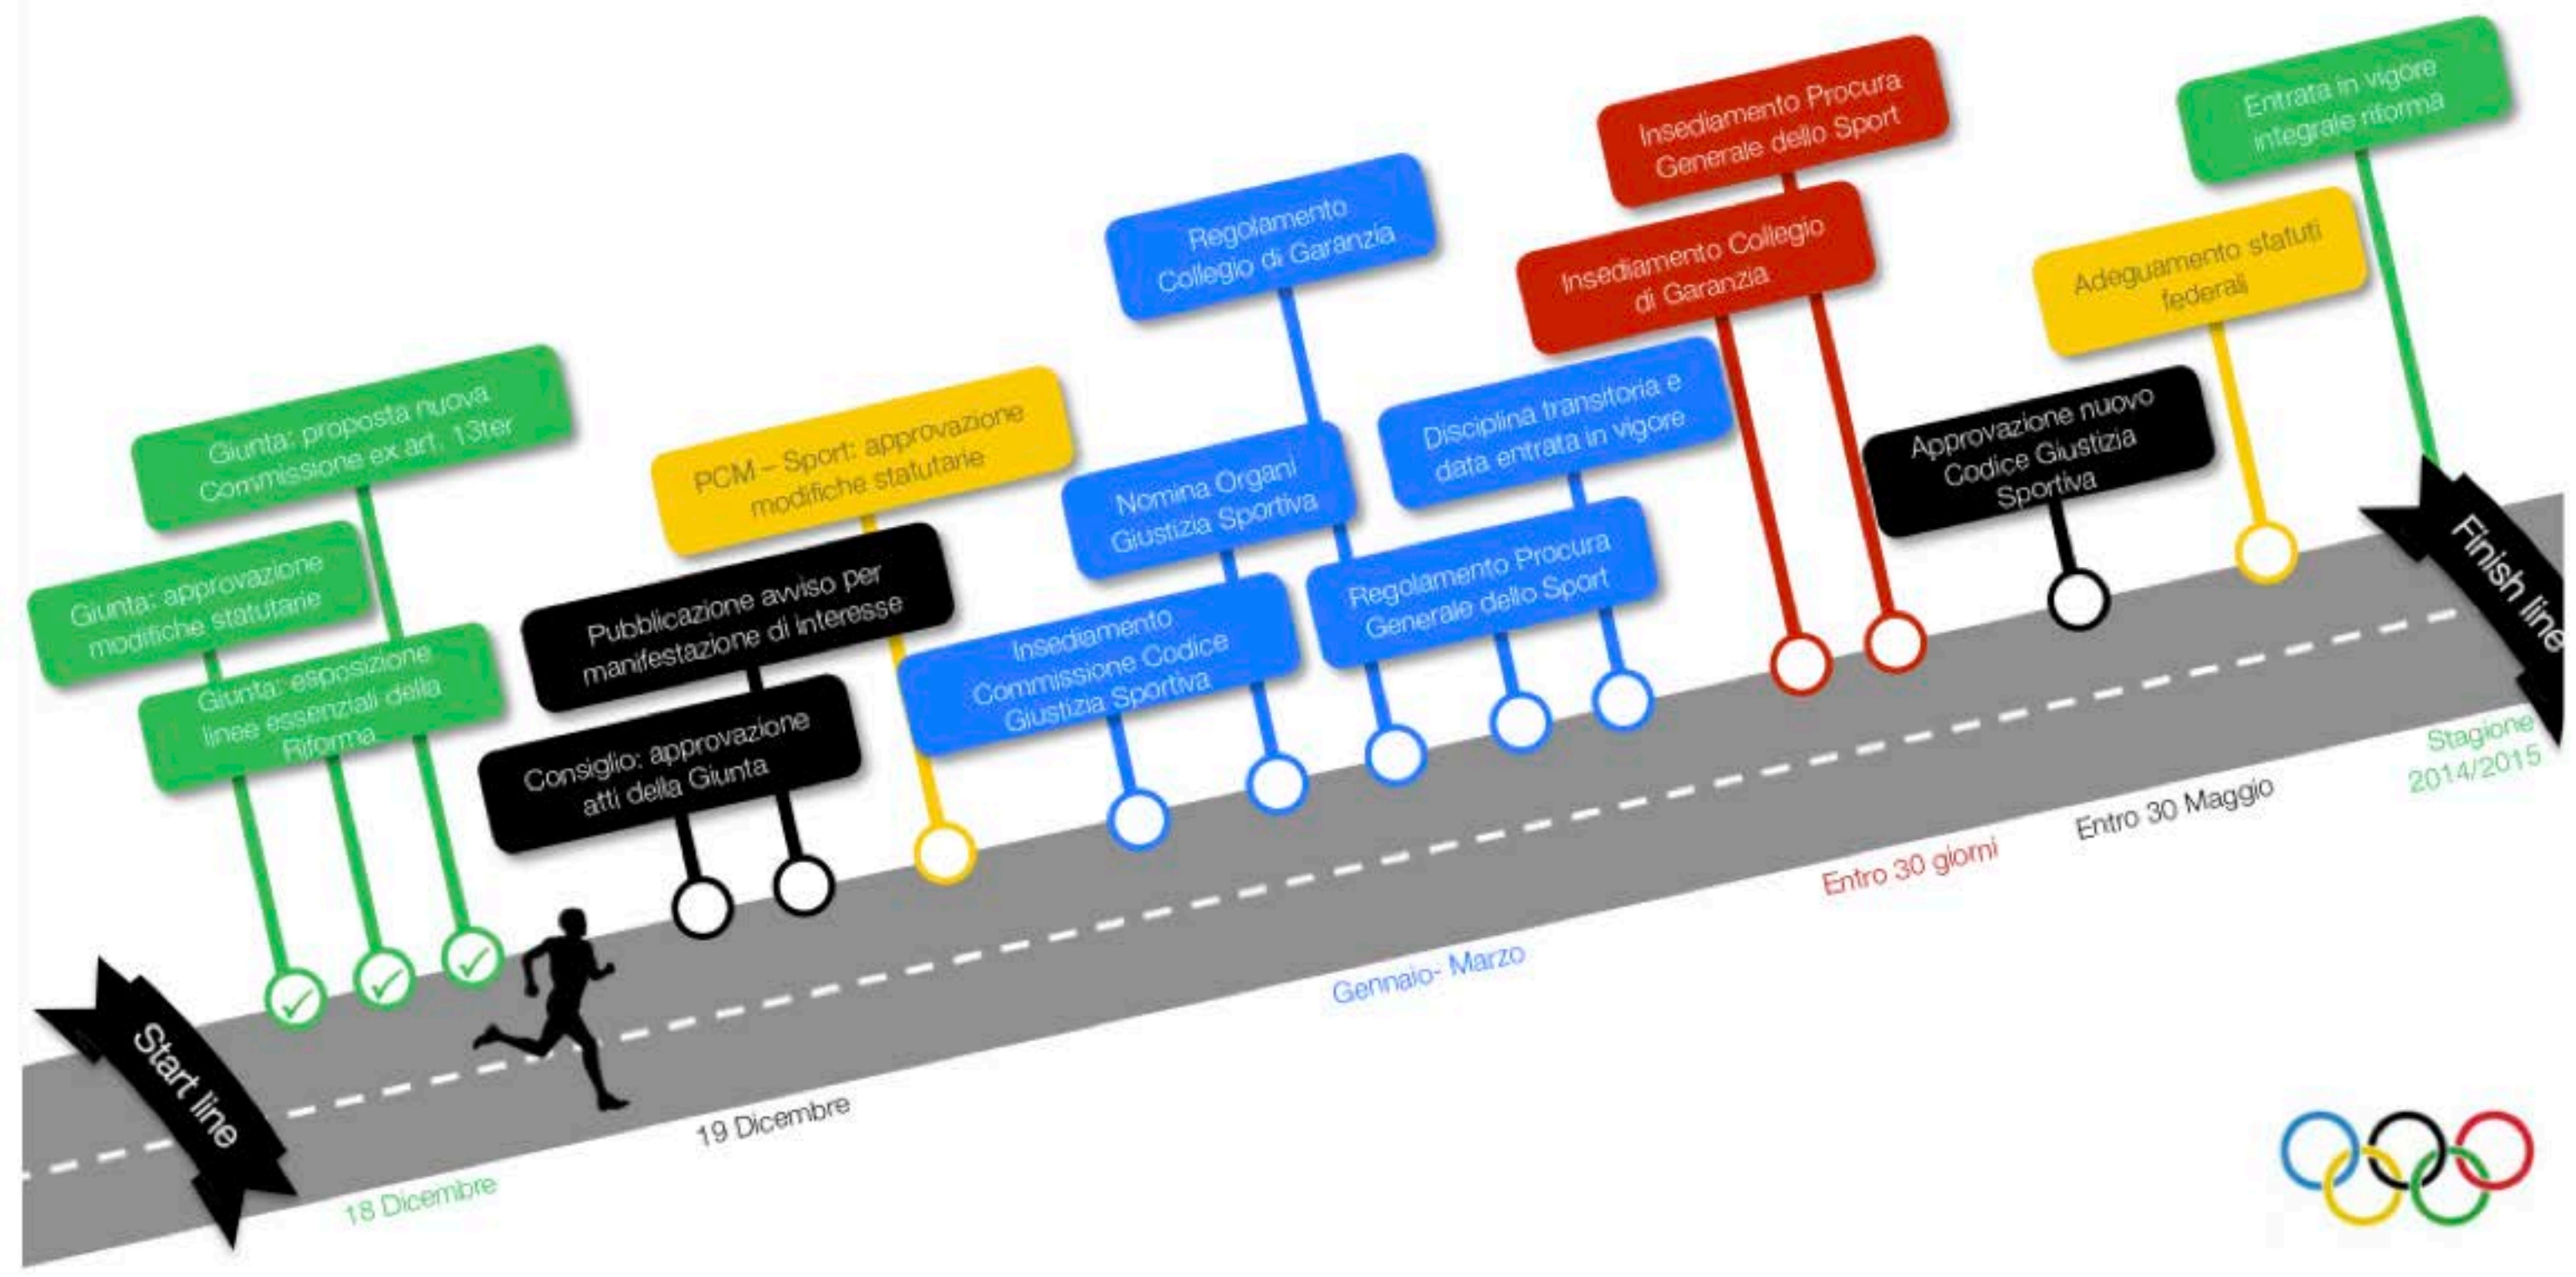 Giunta: proposta nuova
Commissione ex art. 13ter
Giunta: approvazione
modifiche statutarie
Giunta: esposizione
linee essenziali della
Riforma
PCM – Sport: approvazione
modifiche statutarie
Pubblicazione avviso per
manifestazione di interesse
Consiglio: approvazione
atti della Giunta
Regolamento
Collegio di Garanzia
Nomina Organi
Giustizia Sportiva
Insediamento
Commissione Codice
Giustizia Sportiva
Disciplina transitoria e
data entrata in vigore
Regolamento Procura
Generale dello Sport
Insediamento Procura
Generale dello Sport
Insediamento Collegio
di Garanzia
Approvazione nuovo
Codice Giustizia
Sportiva
Adeguamento statuti
federali
Entrata in vigore
integrale riforma
Start line
Finish line
18 Dicembre
19 Dicembre
Gennaio- Marzo
Entro 30 giorni
Entro 30 Maggio
Stagione
2014/2015